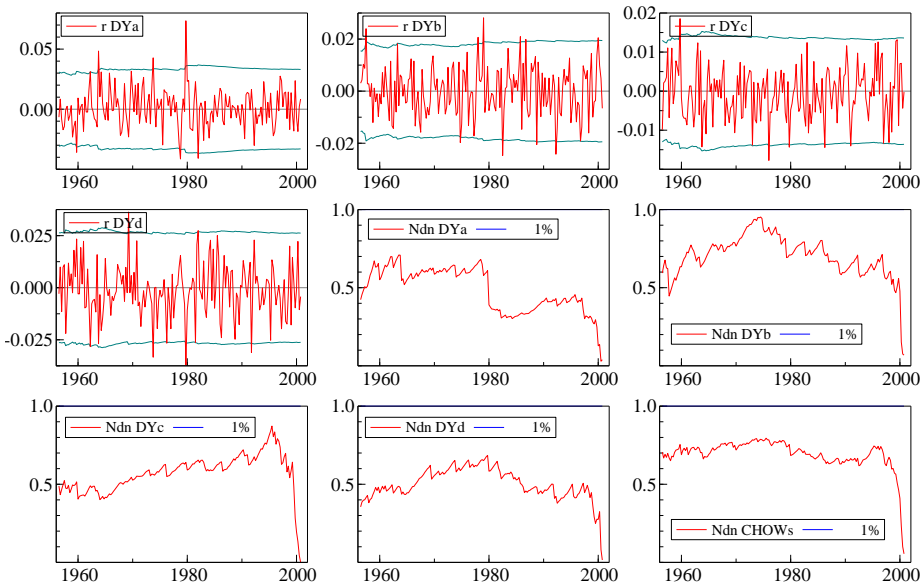 r DYa
0.05
0.00
1960 1980 2000
r DYb
0.02
0.00
-0.02
1960 1980 2000
0.02
r DYc
0.01
0.00
-0.01
1960 1980 2000
r DYd
0.025
0.000
-0.025
1960 1980 2000
1.0
Ndn DYa 1%
0.5
1960 1980 2000
1.0
0.5
Ndn DYb 1%
1960 1980 2000
1.0
Ndn DYc 1%
0.5
1960 1980 2000
1.0
Ndn DYd 1%
0.5
1960 1980 2000
1.0
0.5
Ndn CHOWs 1%
1960 1980 2000